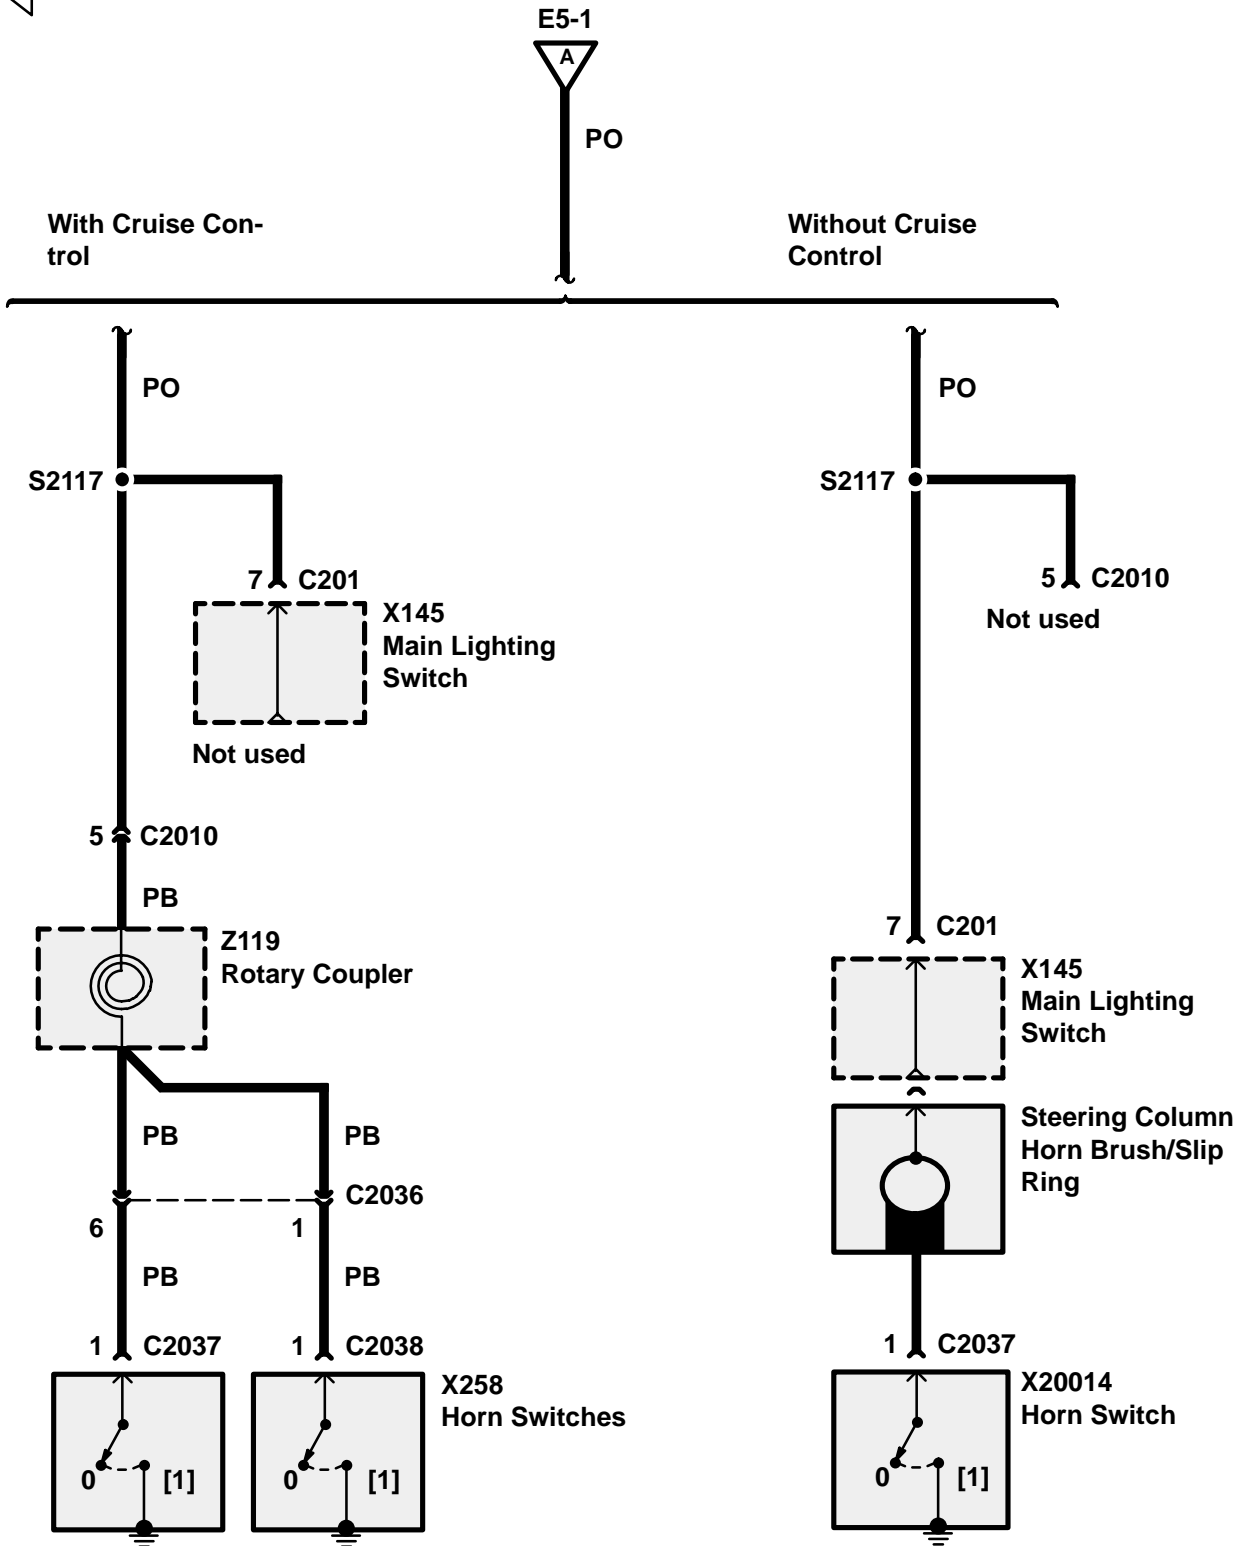 E5-1
A
PO
With Cruise Con-
trol
Without Cruise
Control
PO
PO
S2117
S2117
7 C201
5 C2010
X145
Main Lighting
Switch
Not used
Not used
5 C2010
PB
Z119
Rotary Coupler
7 C201
X145
Main Lighting
Switch
Steering Column
Horn Brush/Slip
Ring
PB
PB
C2036
6
1
PB
PB
1 C2037
1 C2038
1 C2037
X258
Horn Switches
X20014
Horn Switch
0 [1]
0 [1]
0 [1]